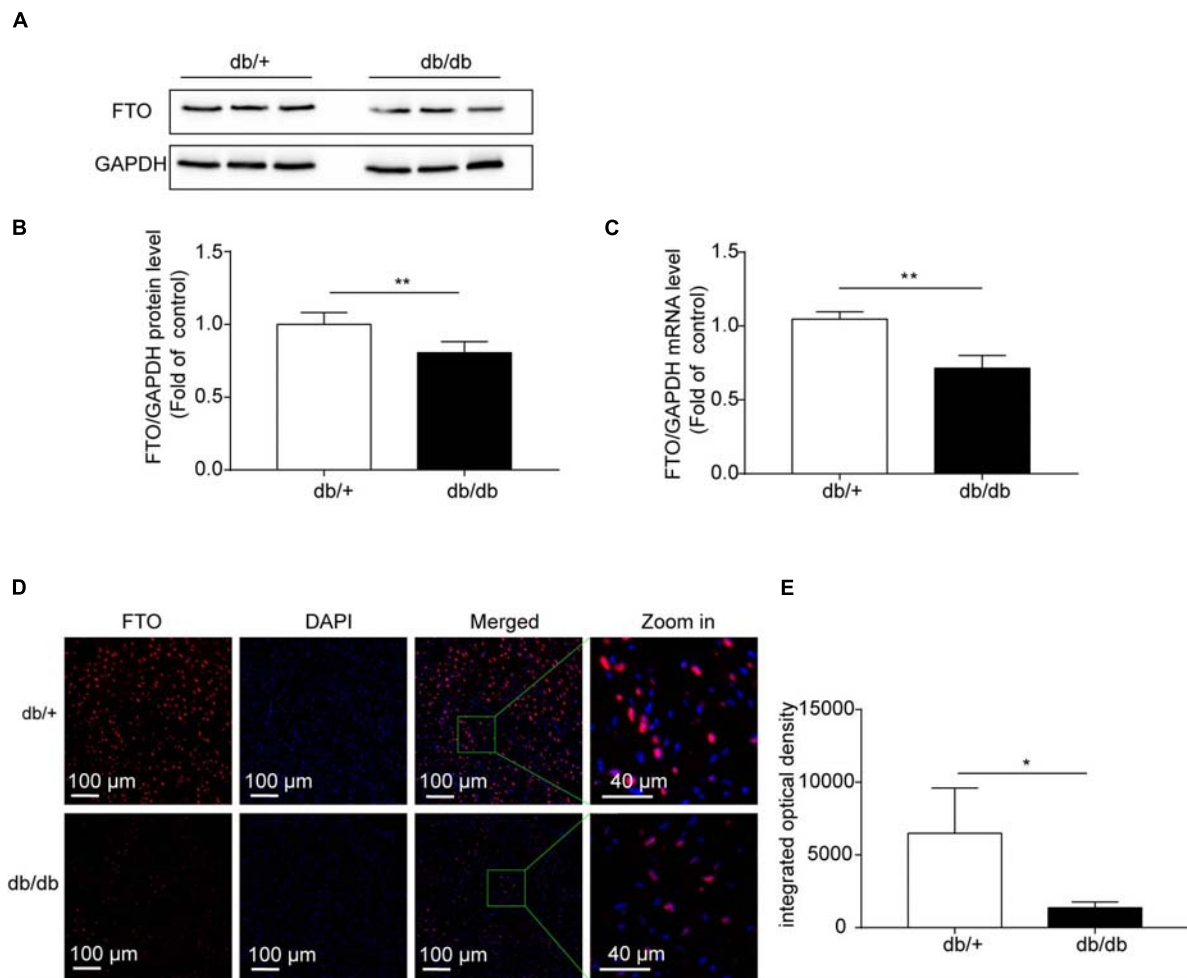 A
db/+ db/db
FTO
GAPDH
B
FTO/GAPDH protein level
(Fold of control)
1.5
1.0
0.5
0.0
**
db/+ db/db
C
FTO/GAPDH mRNA level
(Fold of control)
1.5
1.0
0.5
0.0
**
db/+ db/db
D
FTO DAPI Merged Zoom in
db/+
100 µm 100 µm 100 µm 40 µm
db/db
100 µm 100 µm 100 µm 40 µm
E
integrated optical density
15000
10000
5000
0
*
db/+ db/db